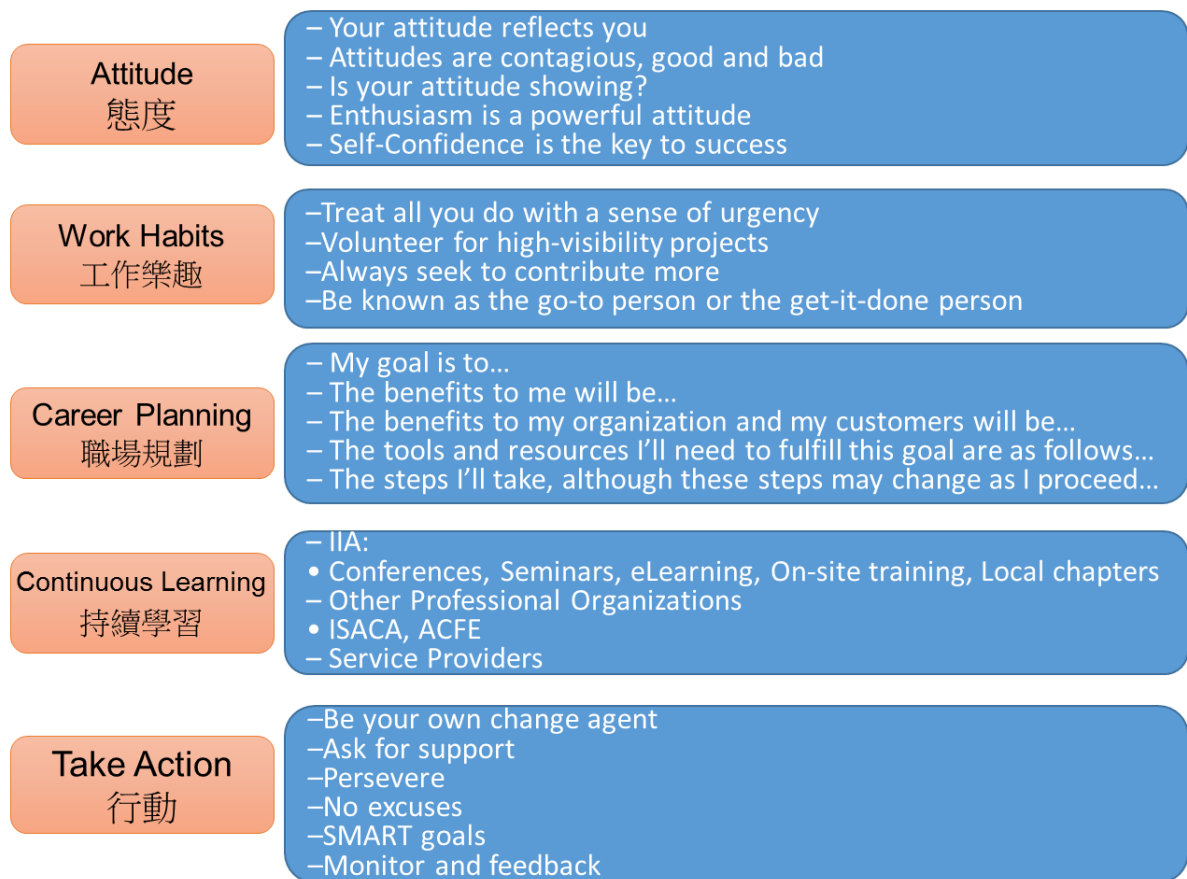 Attitude
態度
– Your attitude reflects you
– Attitudes are contagious, good and bad
– Is your attitude showing?
– Enthusiasm is a powerful attitude
– Self-Confidence is the key to success
Work Habits
工作樂趣
–Treat all you do with a sense of urgency
–Volunteer for high-visibility projects
–Always seek to contribute more
–Be known as the go-to person or the get-it-done person
Career Planning
職場規劃
– My goal is to…
– The benefits to me will be…
– The benefits to my organization and my customers will be…
– The tools and resources I’ll need to fulfill this goal are as follows…
– The steps I’ll take, although these steps may change as I proceed…
Continuous Learning
持續學習
– IIA:
• Conferences, Seminars, eLearning, On-site training, Local chapters
– Other Professional Organizations
• ISACA, ACFE
– Service Providers
Take Action
行動
–Be your own change agent
–Ask for support
–Persevere
–No excuses
–SMART goals
–Monitor and feedback